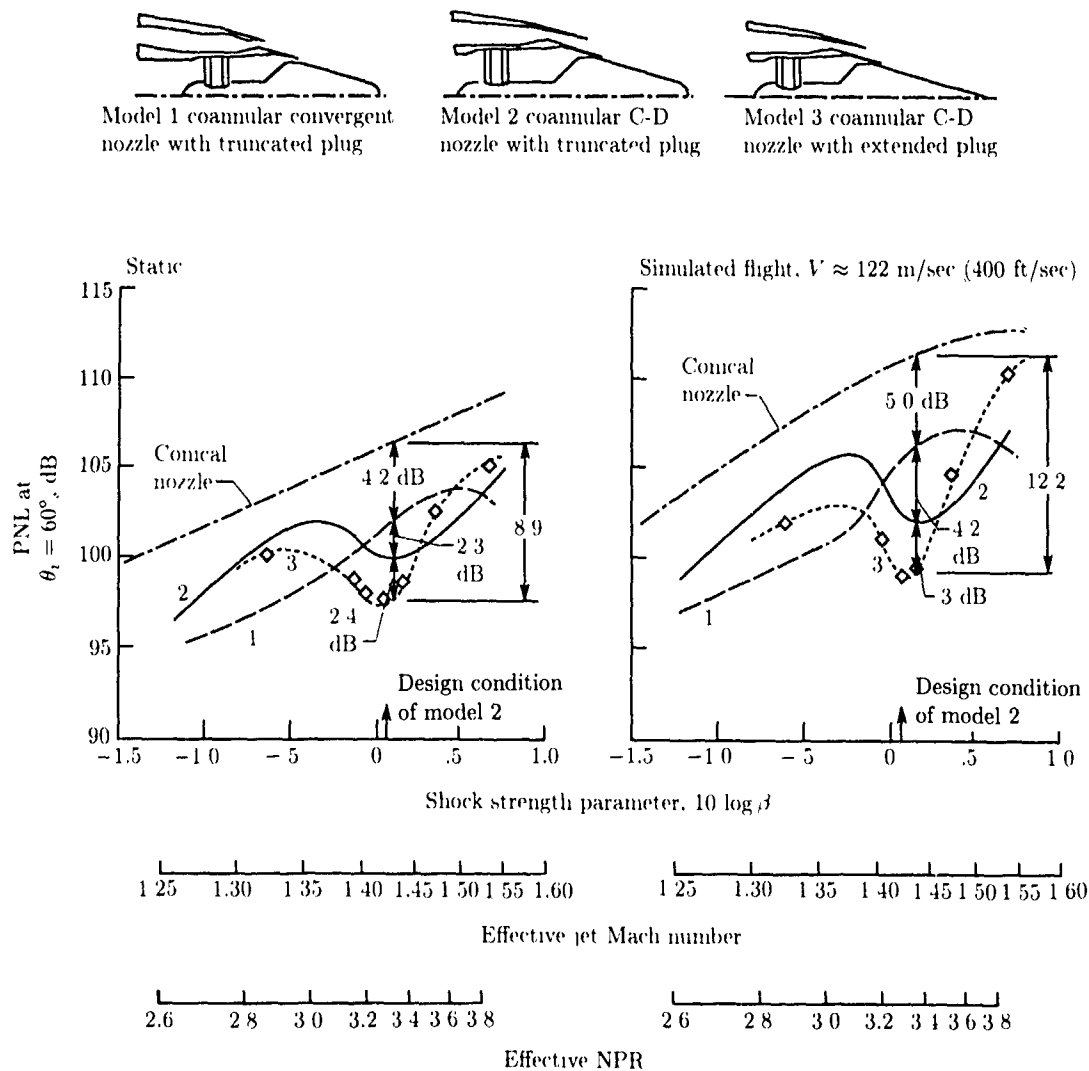 Model 1 coannular convergent
nozzle with truncated plug
Model 2 coannular C-D
nozzle with truncated plug
Model 3 coannular C-D
nozzle with extended plug
Static
115
110
105
100
95
90
PNL at
θı = 60°, dB
Conical
nozzle
4 2 dB
2 3
dB
8 9
2 4
dB
1
2
3
Design condition
of model 2
-1.5
-1 0
- 5
0
.5
1.0
Simulated flight, V ≈ 122 m/sec (400 ft/sec)
Conical
nozzle
5 0 dB
4 2
dB
3 dB
12 2
1
2
3
Design condition
of model 2
-1.5
-1 0
- 5
0
.5
1 0
Shock strength parameter, 10 log β
1 25 1.30 1 35 1 40 1.45 1 50 1 55 1.60
1.25 1.30 1.35 1 40 1.45 1 50 1 55 1 60
Effective jet Mach number
2.6 2 8 3 0 3.2 3 4 3 6 3 8
2 6 2 8 3 0 3.2 3 4 3 6 3 8
Effective NPR